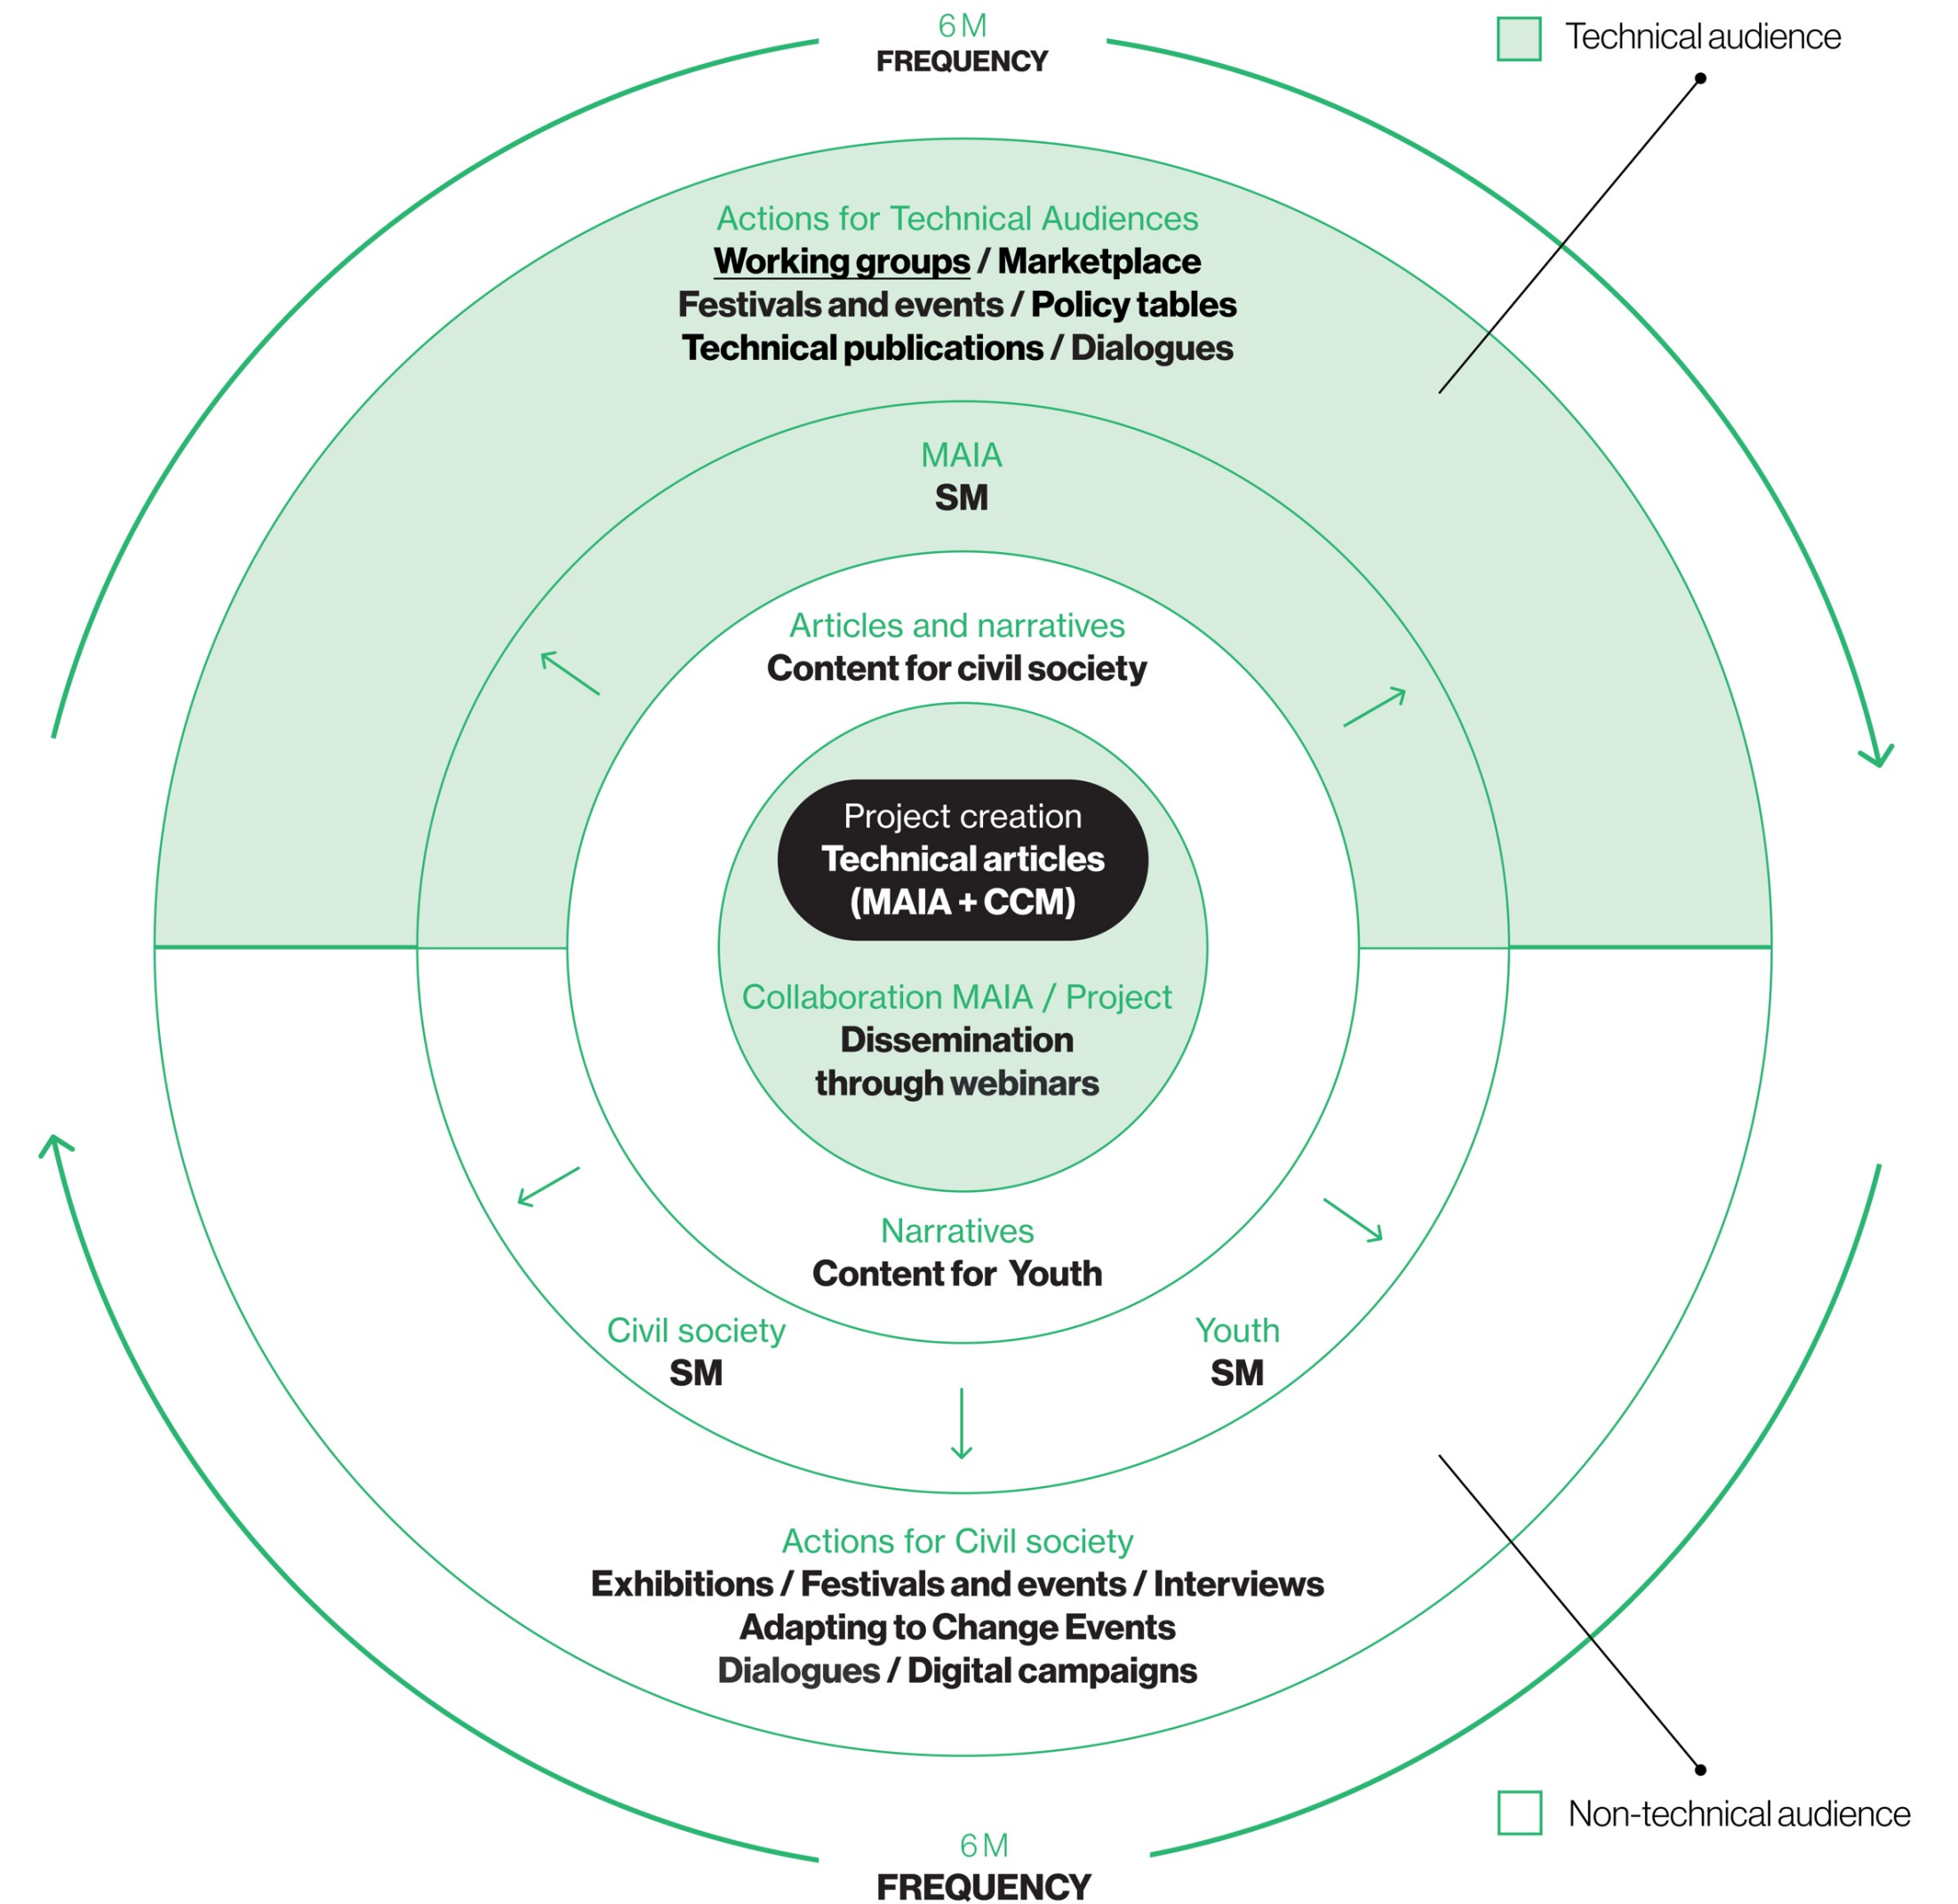 6 M
FREQUENCY
Technical audience
Actions for Technical Audiences
Working groups / Marketplace
Festivals and events / Policy tables
Technical publications / Dialogues
MAIA
SM
Articles and narratives
Content for civil society
Project creation
Technical articles
(MAIA + CCM)
Collaboration MAIA / Project
Dissemination
through webinars
Narratives
Content for Youth
Civil society
SM
Youth
SM
Actions for Civil society
Exhibitions / Festivals and events / Interviews
Adapting to Change Events
Dialogues / Digital campaigns
Non-technical audience
6 M
FREQUENCY